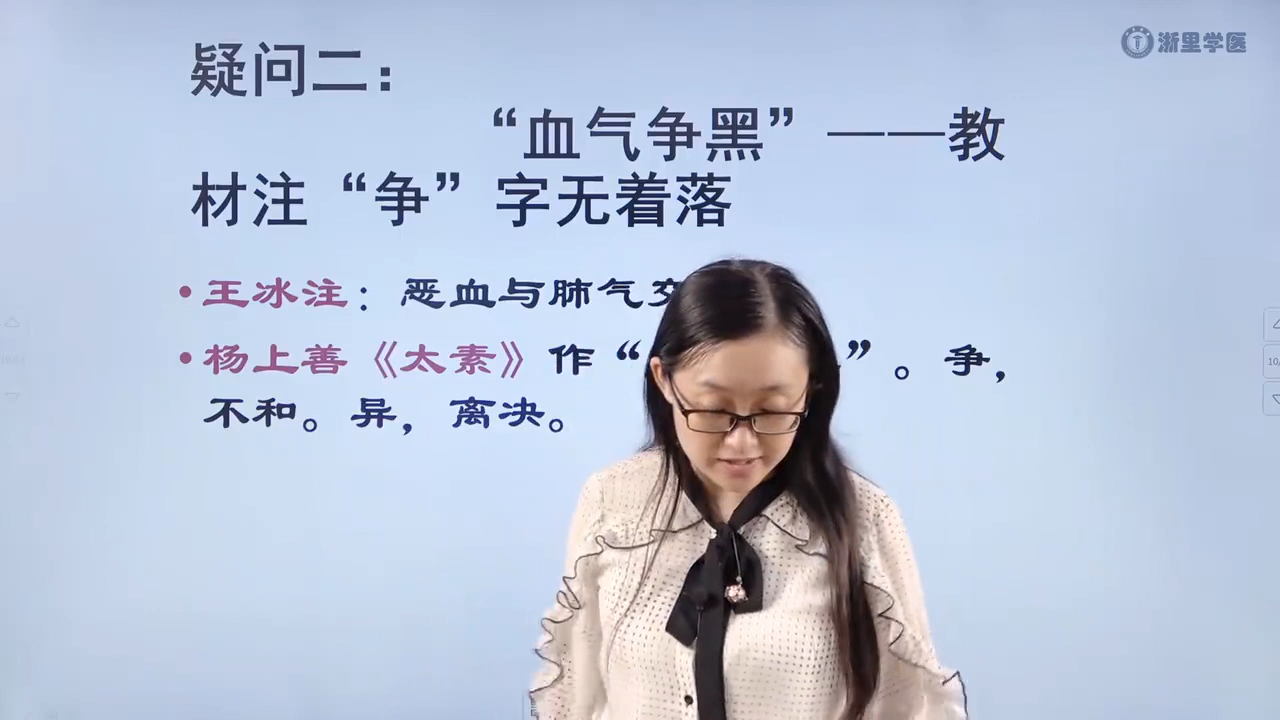 浙里学医
疑问二：
“血气争黑”——教
材注“争”字无着落
•王冰注：恶血与肺气交
•杨上善《太素》作“”。争，
不和。异，离决。
10/